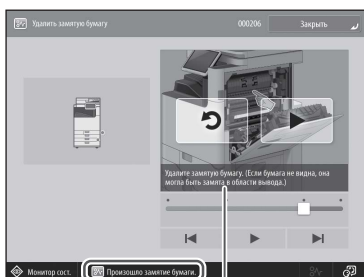 Удалить замятую бумагу
000206
Закрыть
Удалите замятую бумагу. (Если бумага не видна, она
могла быть замята в области вывода.)
Монитор сост.
Произошло замятие бумаги.